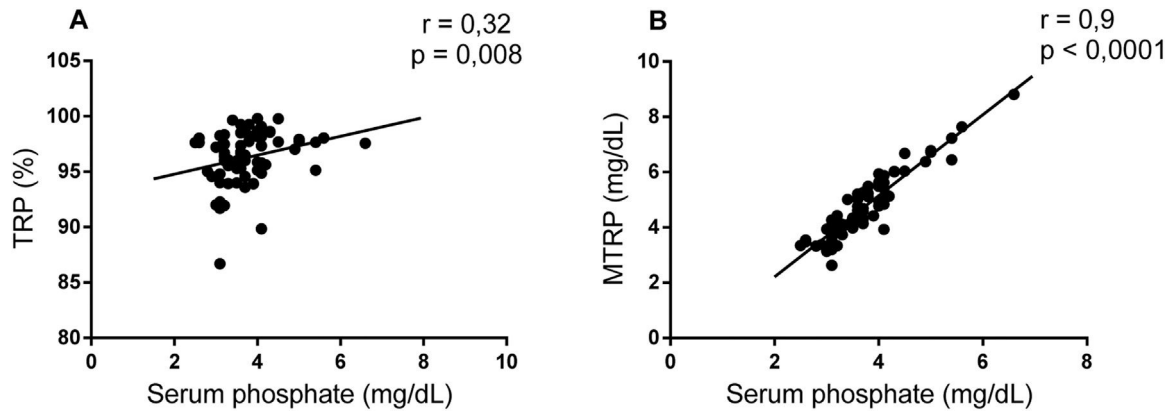 A
r = 0,32
p = 0,008
TRP (%)
105
100
95
90
85
80
0 2 4 6 8 10
Serum phosphate (mg/dL)
B
r = 0,9
p < 0,0001
MTRP (mg/dL)
10
8
6
4
2
0
0 2 4 6 8
Serum phosphate (mg/dL)